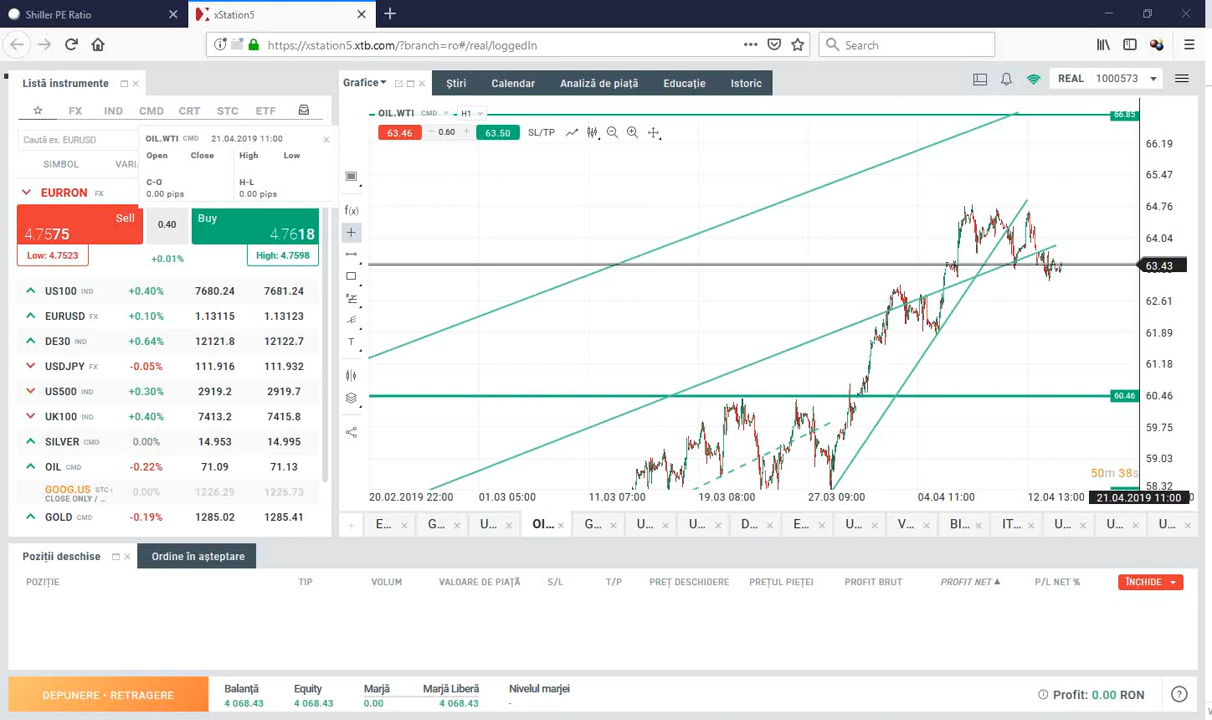 Shiller PE Ratio
xStation5
https://xstation5.xtb.com/?branch=ro#/real/loggedIn
Search
Listă instrumente
Grafice
Știri
Calendar
Analiză de piață
Educație
Istoric
REAL 1000573
FX IND CMD CRT STC ETF
Caută ex. EURUSD
SIMBOL VARI
OIL.WTI CMD 21.04.2019 11:00
Open Close High Low
C-O H-L
0.00 pips 0.00 pips
EURRON FX
Sell 4.7575
0.40
Buy 4.7618
Low: 4.7523
+0.01%
High: 4.7598
US100 IND +0.40% 7680.24 7681.24
EURUSD FX +0.10% 1.13115 1.13123
DE30 IND +0.64% 12121.8 12122.7
USDJPY FX -0.05% 111.916 111.932
US500 IND +0.30% 2919.2 2919.7
UK100 IND +0.40% 7413.2 7415.8
SILVER CMD 0.00% 14.953 14.995
OIL CMD -0.22% 71.09 71.13
GOOG.US STC 0.00% 1226.29 1226.73
CLOSE ONLY / ...
GOLD CMD -0.19% 1285.02 1285.41
OIL.WTI CMD H1
63.46 0.60 63.50 SL/TP
f(x)
T
66.85
66.19
65.47
64.76
64.04
63.43
62.61
61.89
61.18
60.46
60.46
59.75
59.03
58.32
50m 38s
20.02.2019 22:00 01.03 05:00 11.03 07:00 19.03 08:00 27.03 09:00 04.04 11:00 12.04 13:00 21.04.2019 11:00
E... G... U... OI... G... U... U... D... E... U... V... BI... IT... U... U... U...
Poziții deschise
Ordine în așteptare
POZIȚIE TIP VOLUM VALOARE DE PIAȚĂ S/L T/P PREȚ DESCHIDERE PREȚUL PIEȚEI PROFIT BRUT PROFIT NET P/L NET % ÎNCHIDE
DEPUNERE • RETRAGERE
Balanță Equity Marjă Marjă Liberă Nivelul marjei
4 068.43 4 068.43 0.00 4 068.43 -
Profit: 0.00 RON